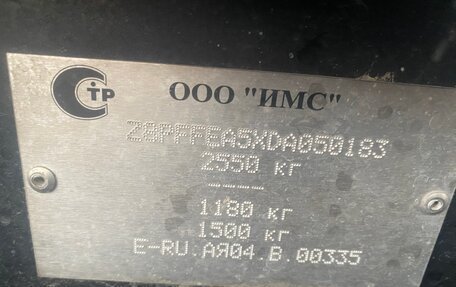 СТР
ООО "ИМС"
Z8PFFEA5XDA050183
2550 кг
----
1180 кг
1500 кг
E-RU.АЯ04.В.00335